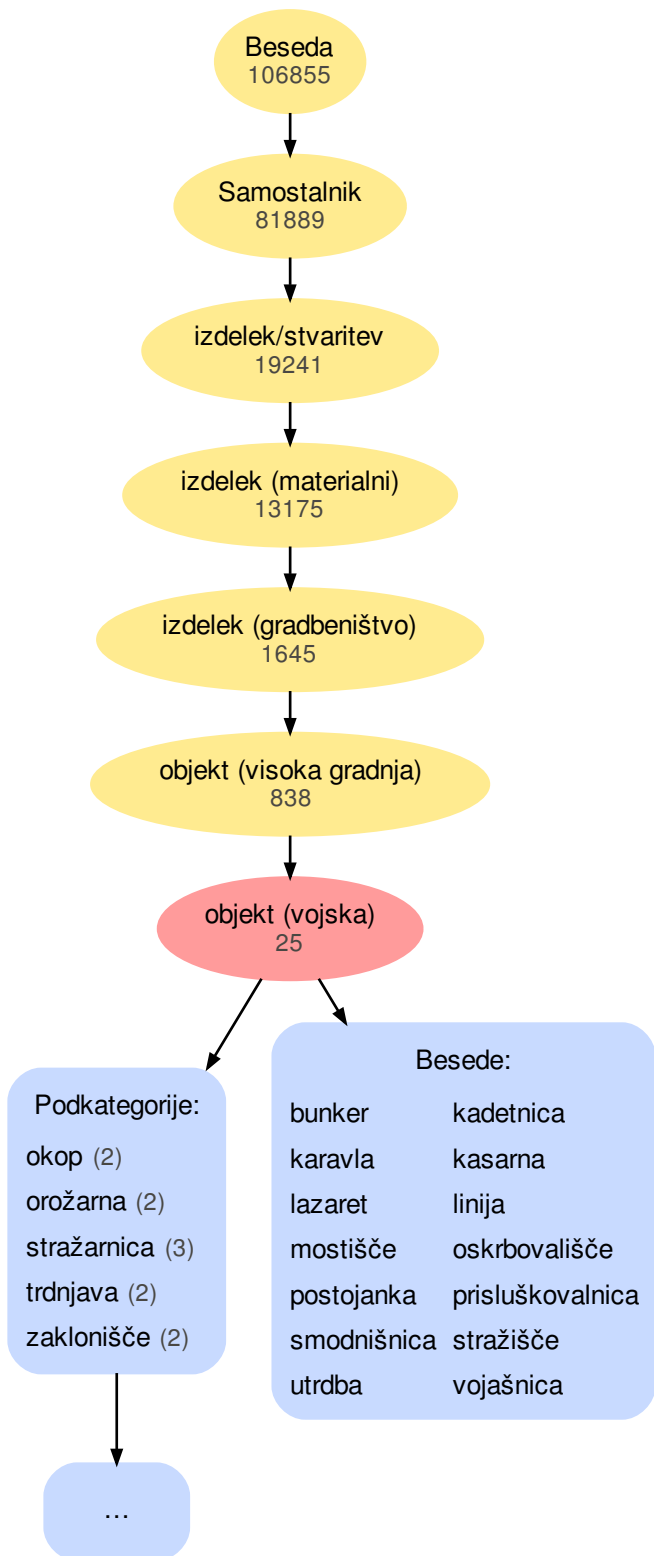 Beseda
106855
Samostalnik
81889
izdelek/stvaritev
19241
izdelek (materialni)
13175
izdelek (gradbeništvo)
1645
objekt (visoka gradnja)
838
objekt (vojska)
25
Podkategorije:
okop (2)
orožarna (2)
stražarnica (3)
trdnjava (2)
zaklonišče (2)
...
Besede:
bunker kadetnica
karavla kasarna
lazaret linija
mostišče oskrbovališče
postojanka prisluškovalnica
smodnišnica stražišče
utrdba vojašnica